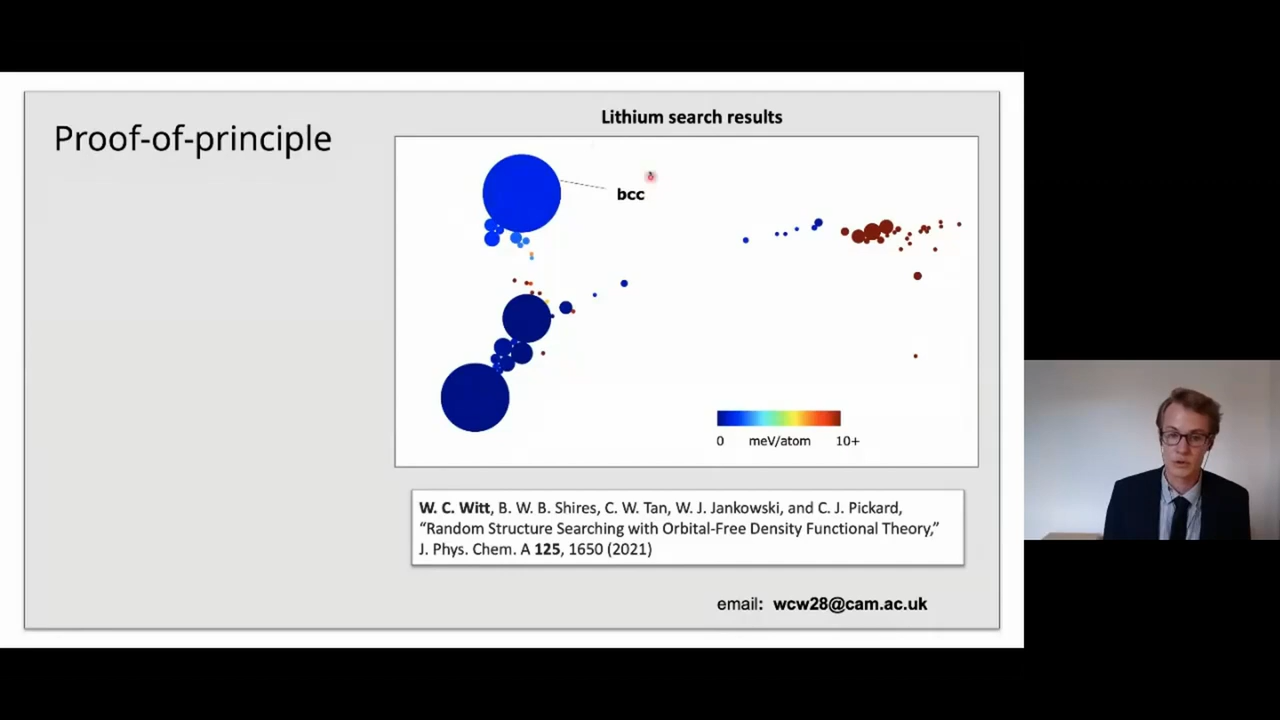 Proof-of-principle
Lithium search results
bcc
0 meV/atom 10+
W. C. Witt, B. W. B. Shires, C. W. Tan, W. J. Jankowski, and C. J. Pickard,
“Random Structure Searching with Orbital-Free Density Functional Theory,”
J. Phys. Chem. A 125, 1650 (2021)
email: wcw28@cam.ac.uk